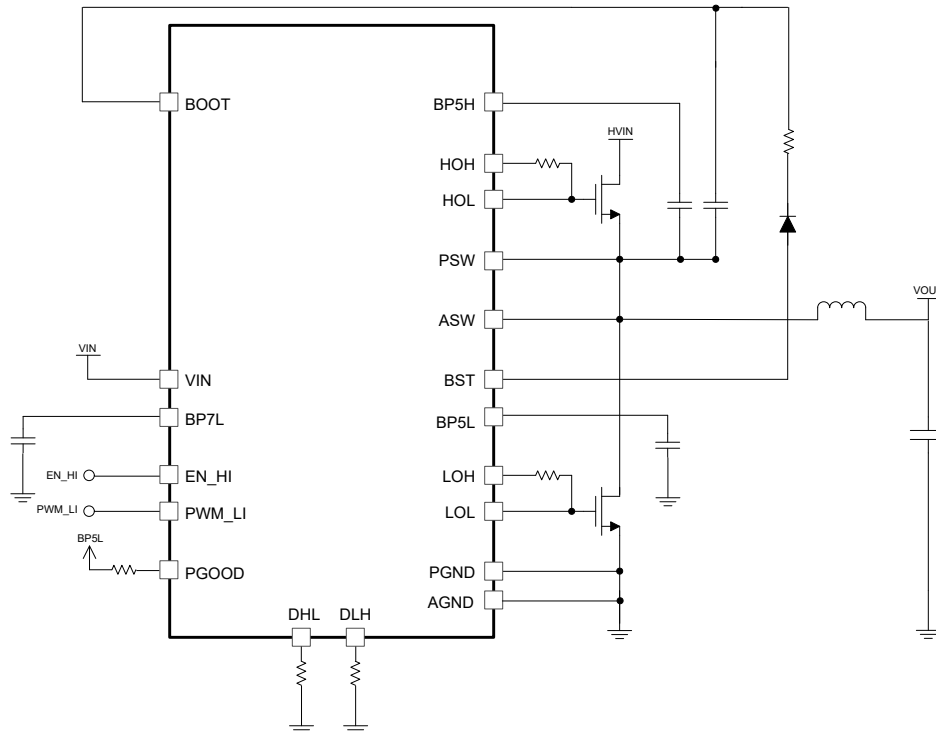 BOOT
BP5H
HVIN
HOH
HOL
PSW
ASW
VOU
VIN
VIN
BST
BP7L
BP5L
EN_HI
EN_HI
LOH
PWM_LI
PWM_LI
LOL
BP5L
PGOOD
PGND
AGND
DHL
DLH